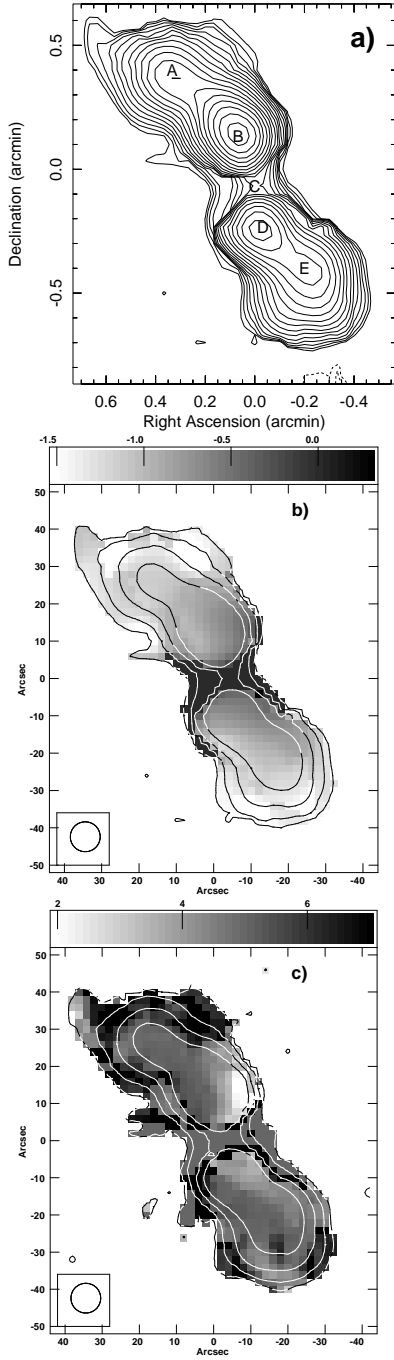 a)
0.5
0.0
-0.5
Declination (arcmin)
A
B
C
D
E
0.6 0.4 0.2 0.0 -0.2 -0.4
Right Ascension (arcmin)
-1.5 -1.0 -0.5 0.0
b)
50
40
30
20
10
0
-10
-20
-30
-40
-50
Arcsec
40 30 20 10 0 -10 -20 -30 -40
Arcsec
2 4 6
c)
50
40
30
20
10
0
-10
-20
-30
-40
-50
Arcsec
40 30 20 10 0 -10 -20 -30 -40
Arcsec